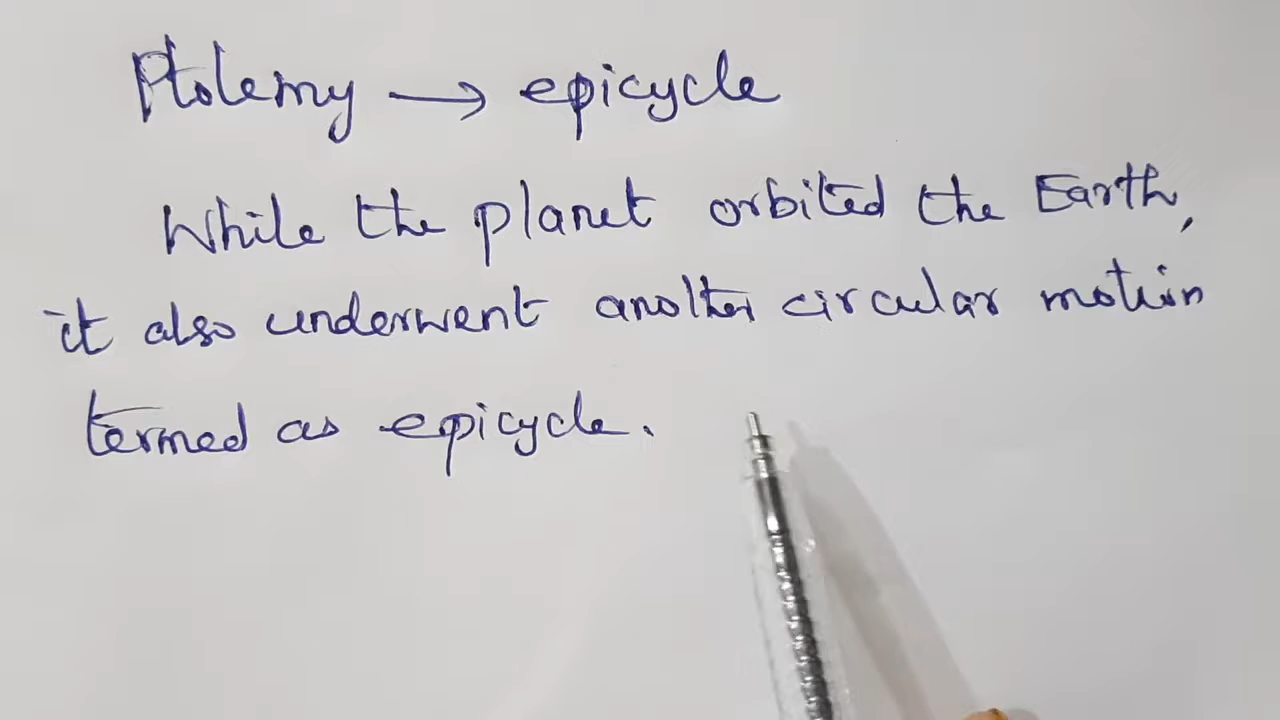 Ptolemy → epicycle
While the planet orbited the Earth,
it also underwent another circular motion
termed as epicycle.